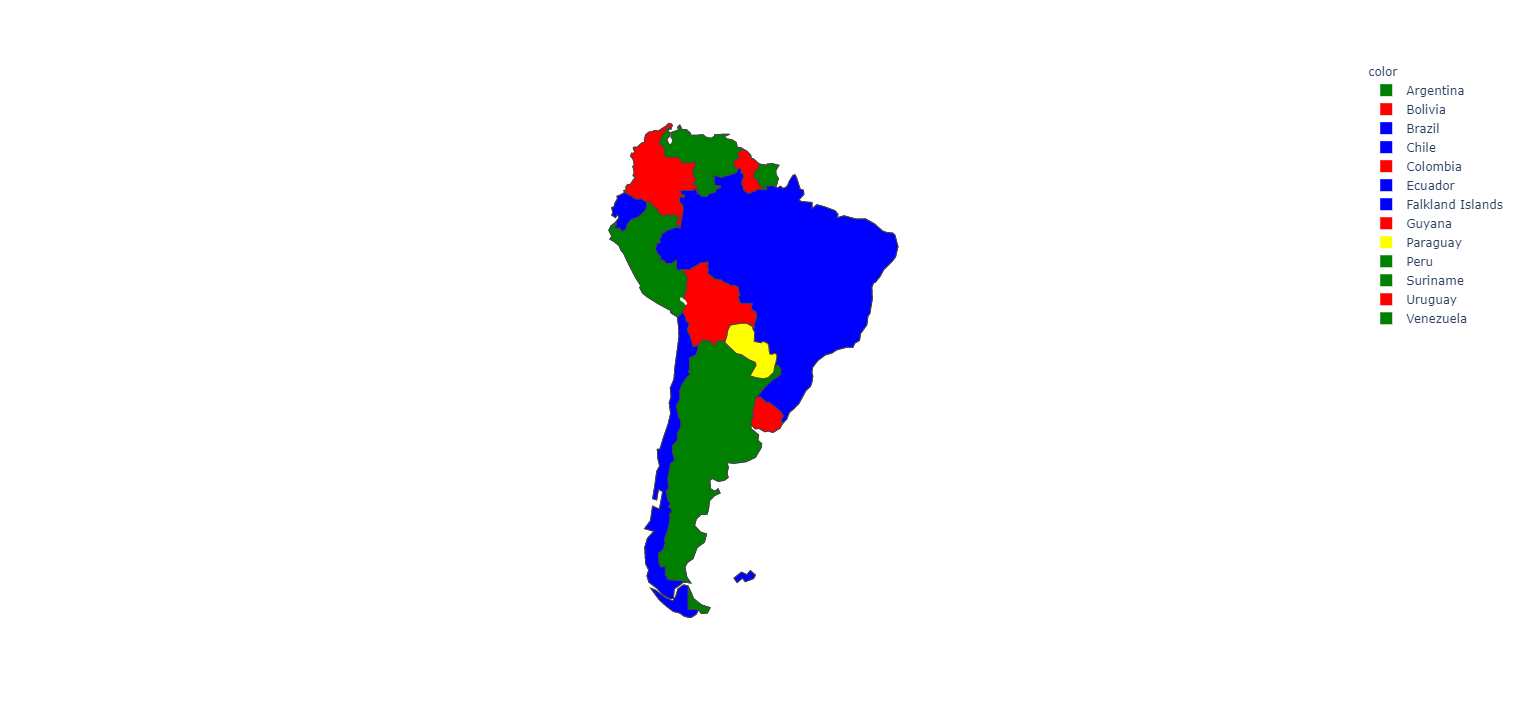 color
Argentina
Bolivia
Brazil
Chile
Colombia
Ecuador
Falkland Islands
Guyana
Paraguay
Peru
Suriname
Uruguay
Venezuela